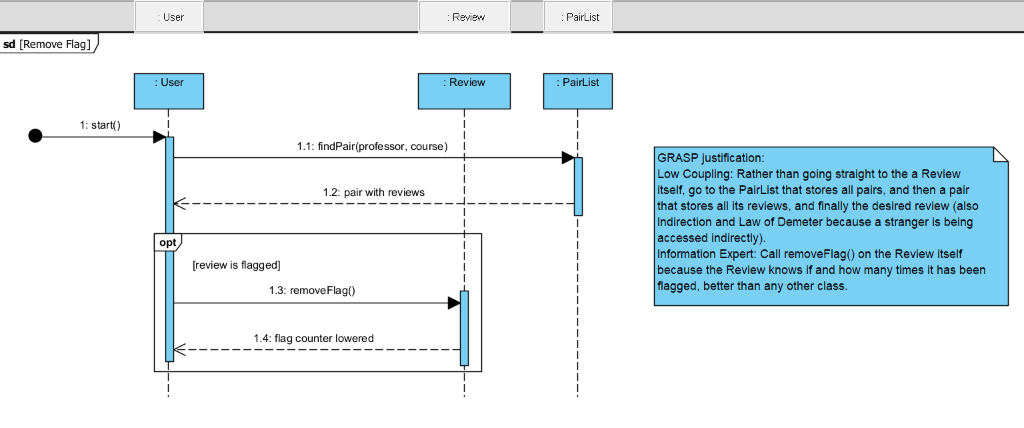 : User
: Review
: PairList
sd [Remove Flag]
: User
: Review
: PairList
1: start()
1.1: findPair(professor, course)
1.2: pair with reviews
opt
[review is flagged]
1.3: removeFlag()
1.4: flag counter lowered
GRASP justification:
Low Coupling: Rather than going straight to the a Review
itself, go to the PairList that stores all pairs, and then a pair
that stores all its reviews, and finally the desired review (also
Indirection and Law of Demeter because a stranger is being
accessed indirectly).
Information Expert: Call removeFlag() on the Review itself
because the Review knows if and how many times it has been
flagged, better than any other class.